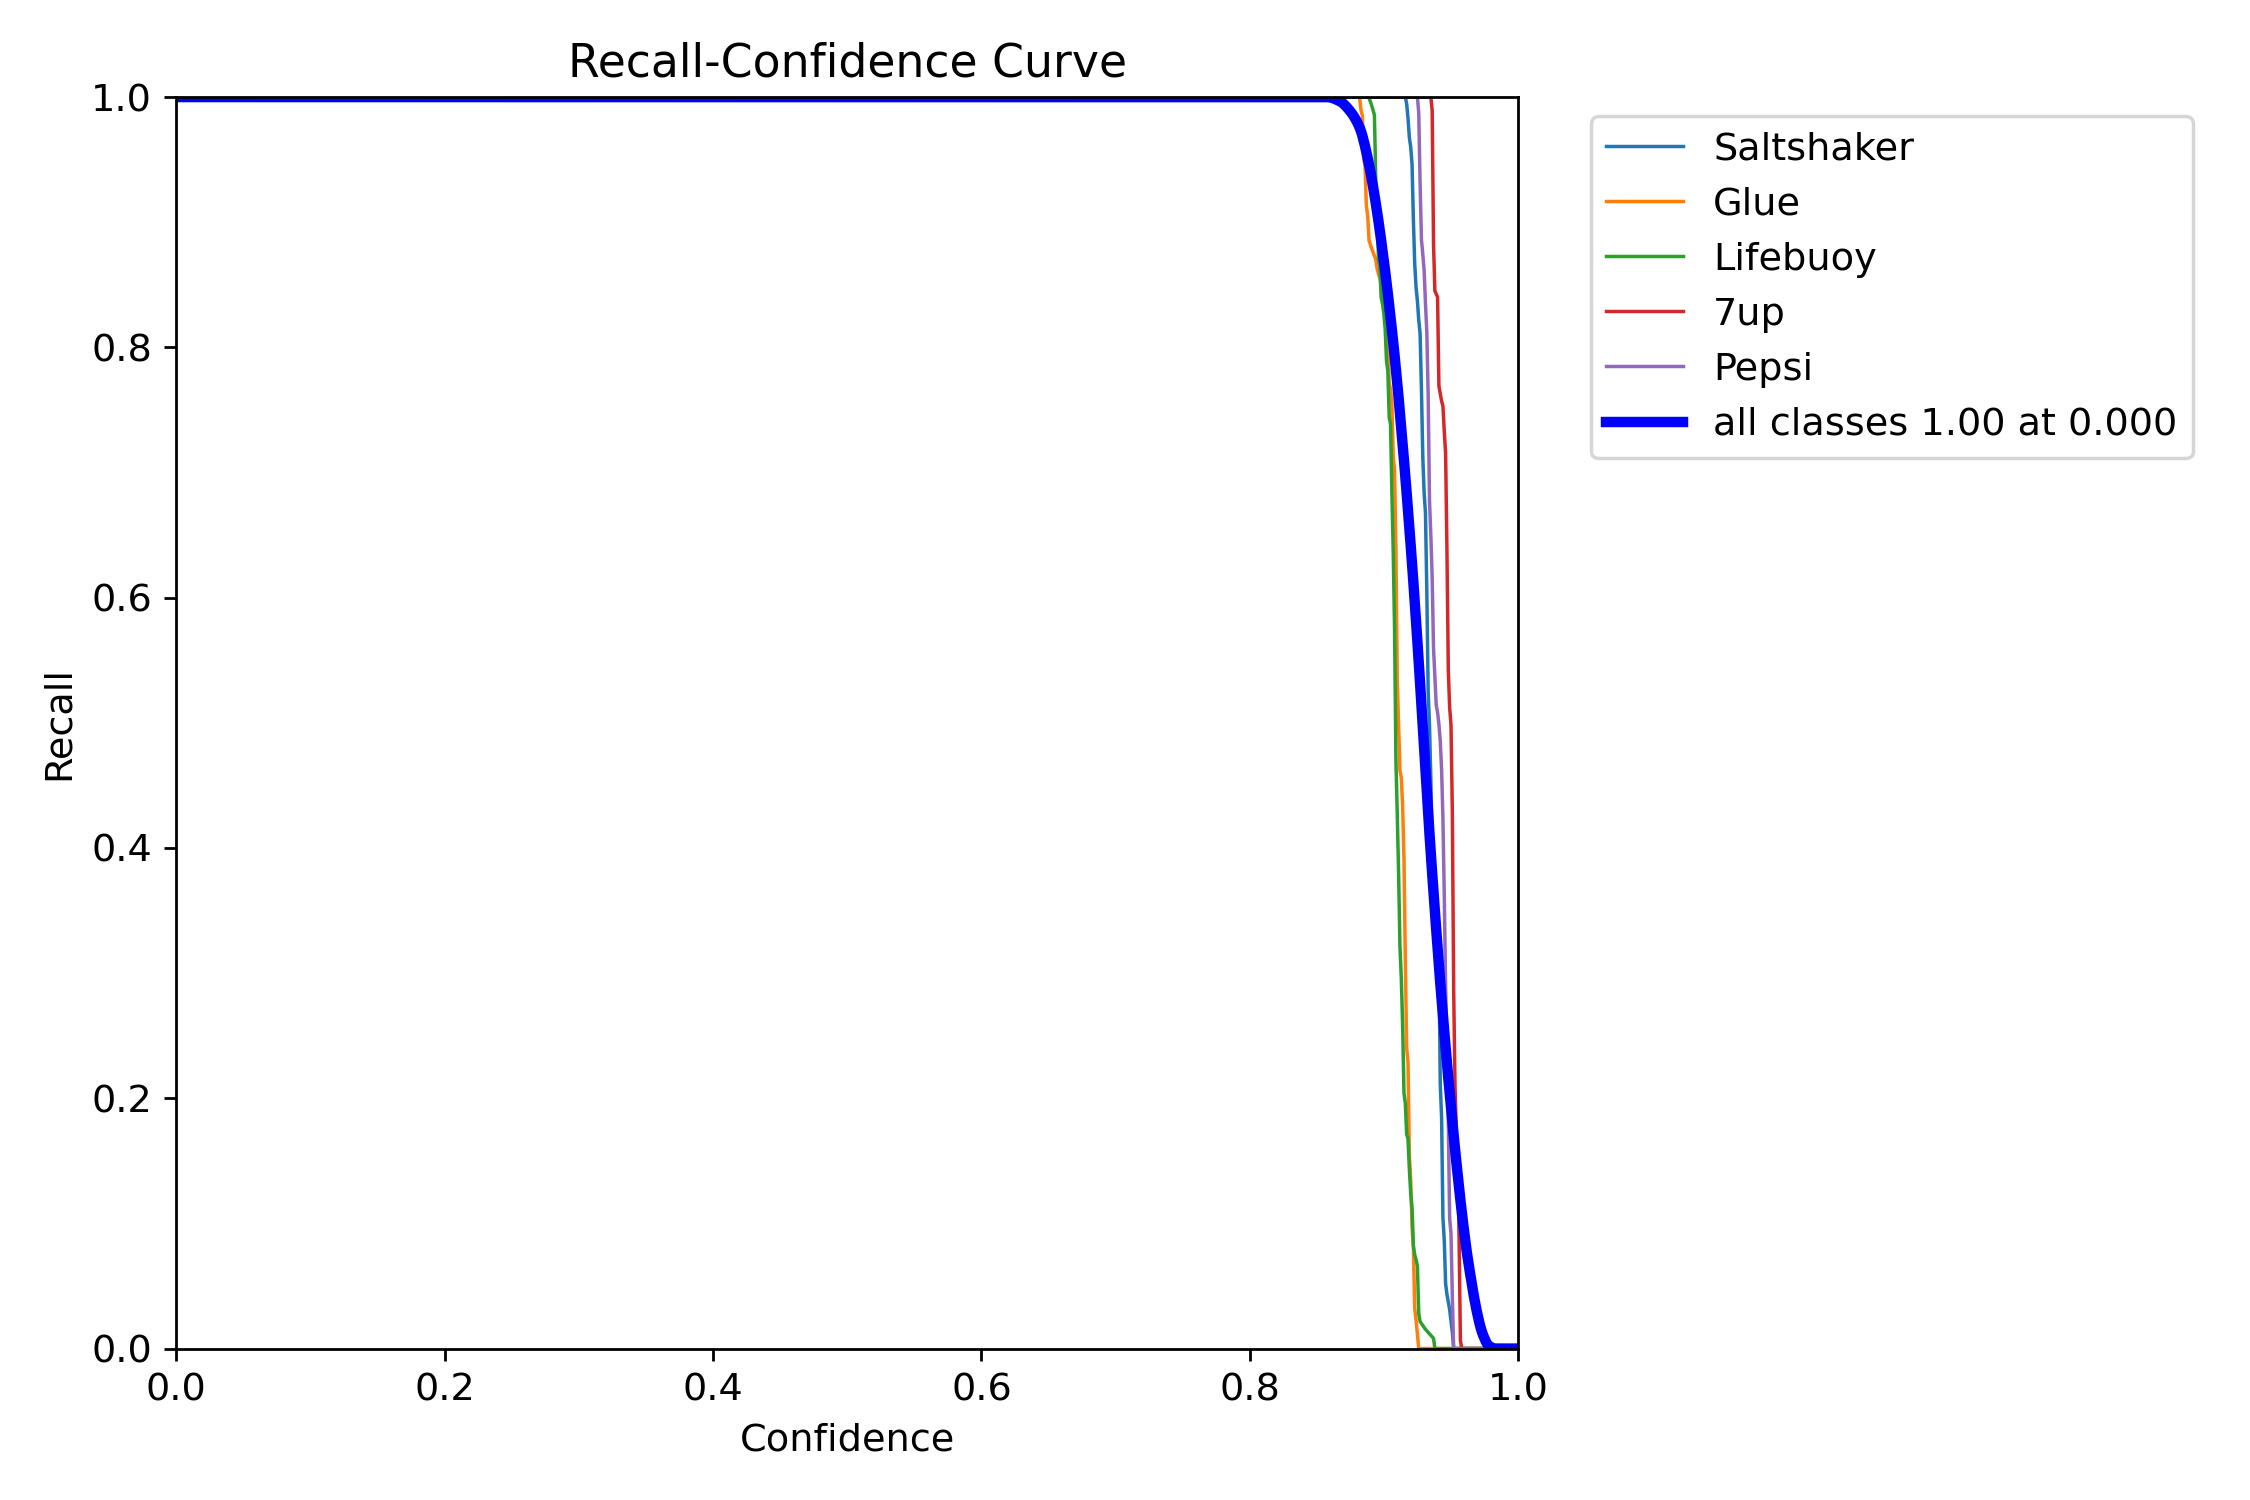 Recall-Confidence Curve
1.0
0.8
0.6
0.4
0.2
0.0
Recall
0.0 0.2 0.4 0.6 0.8 1.0
Confidence
Saltshaker
Glue
Lifebuoy
7up
Pepsi
all classes 1.00 at 0.000